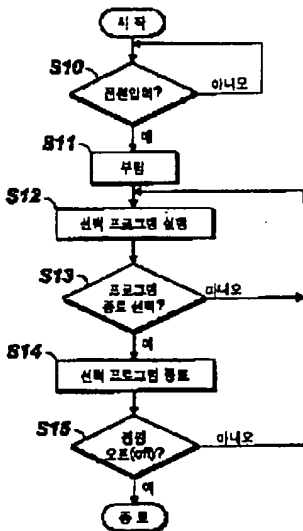 시 작
S10
전원입력?
아니오
예
S11
부팅
S12
선택 프로그램 실행
S13
프로그램
종료 선택?
아니오
예
S14
선택 프로그램 종료
S15
전원
오프(off)?
아니오
예
종 료